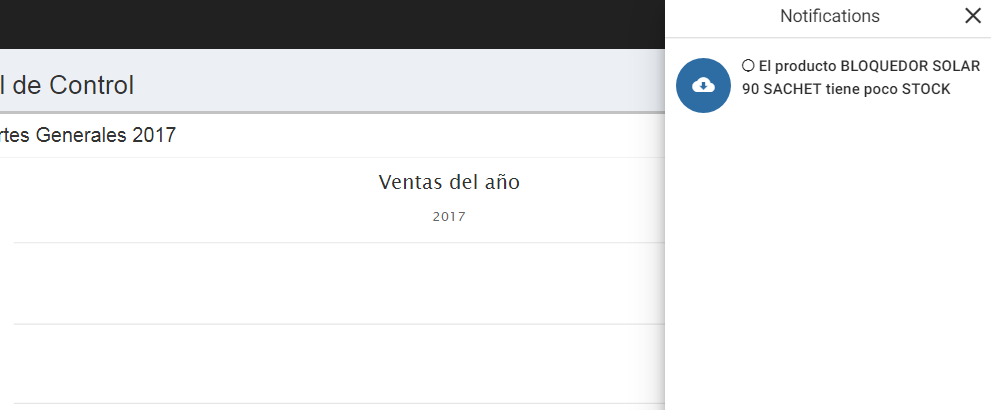 Notifications
l de Control
El producto BLOQUEDOR SOLAR
90 SACHET tiene poco STOCK
rtes Generales 2017
Ventas del año
2017